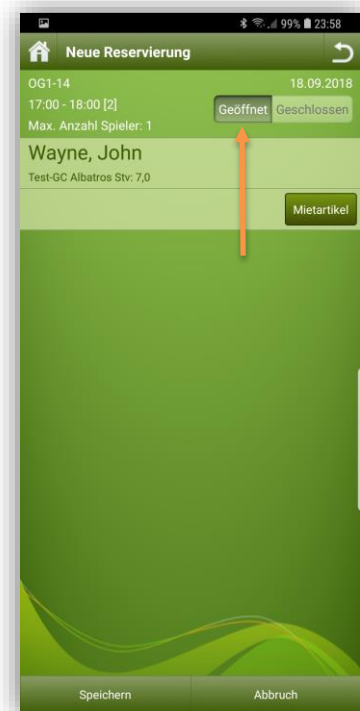 99% 23:58
Neue Reservierung
OG1-14 18.09.2018
17:00 - 18:00 [2] Geöffnet Geschlossen
Max. Anzahl Spieler: 1
Wayne, John
Test-GC Albatros Stv: 7,0
Mietartikel
Speichern Abbruch